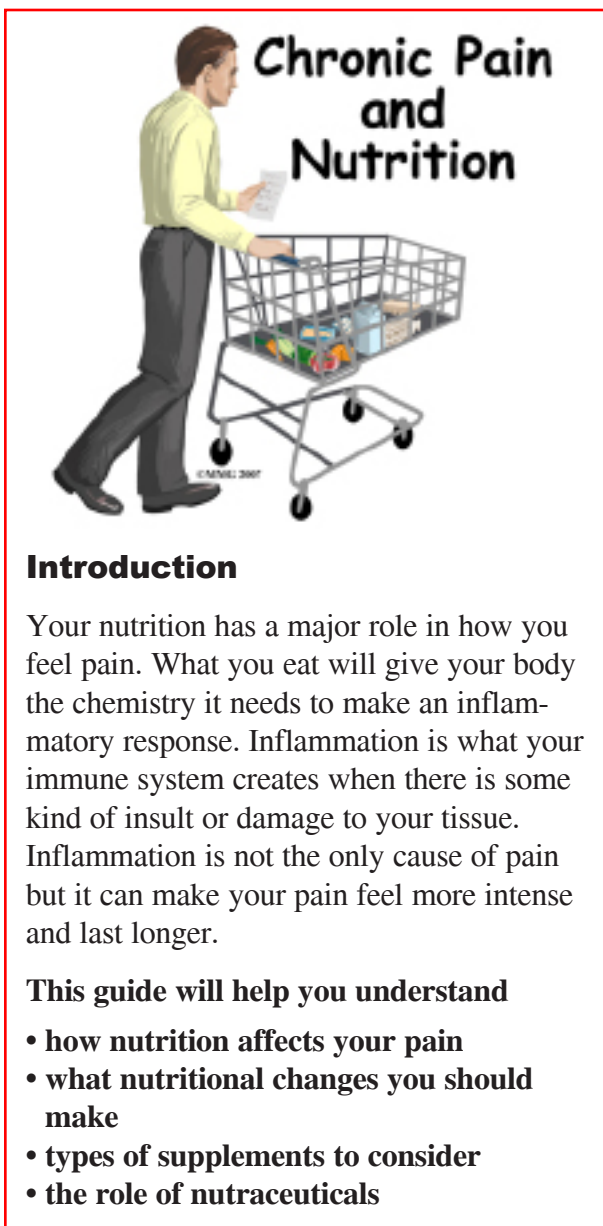 Chronic Pain
and
Nutrition
©MMG 2007
Introduction
Your nutrition has a major role in how you
feel pain. What you eat will give your body
the chemistry it needs to make an inflam-
matory response. Inflammation is what your
immune system creates when there is some
kind of insult or damage to your tissue.
Inflammation is not the only cause of pain
but it can make your pain feel more intense
and last longer.
This guide will help you understand
• how nutrition affects your pain
• what nutritional changes you should
make
• types of supplements to consider
• the role of nutraceuticals